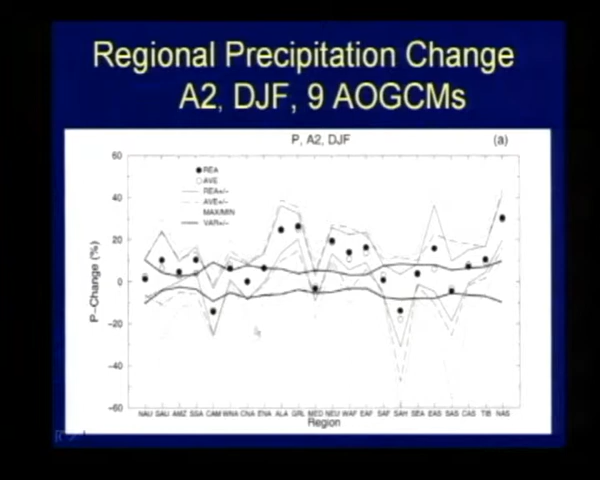 Regional Precipitation Change
A2, DJF, 9 AOGCMs
P, A2, DJF
(a)
REA
AVE
REA+/-
AVE+/-
MAX/MIN
VAR+/-
P-Change (%)
60
40
20
0
-20
-40
-60
NAU SAU AMZ SSA CAM WNA CNA ENA ALA GRL MED NEU WAF EAF SAF SAH SEA EAS SAS CAS TIB NAS
Region